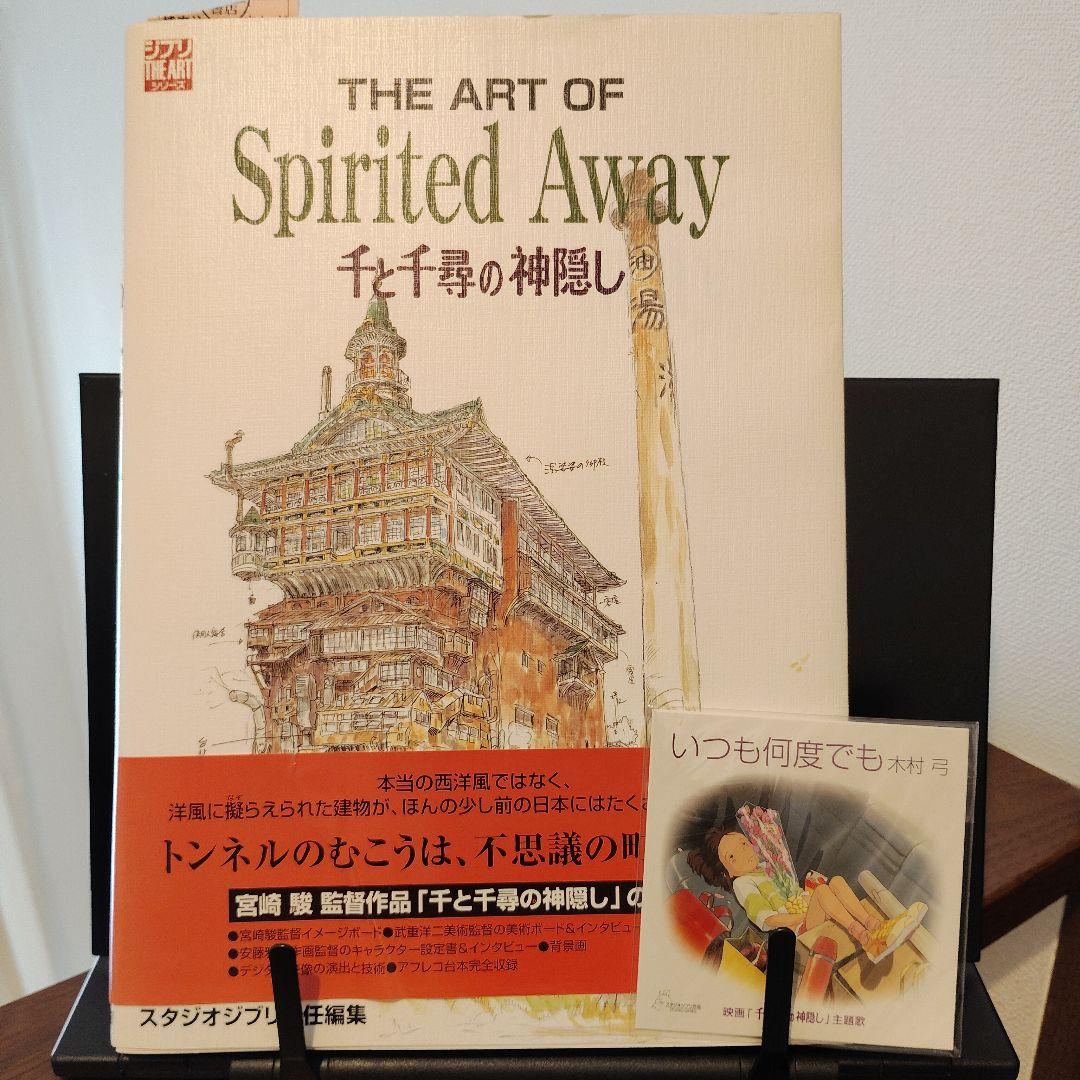 ジブリ
THE ART
シリーズ
THE ART OF
Spirited Away
千と千尋の神隠し
油
湯
本当の西洋風ではなく、
洋風に擬らえられた建物が、ほんの少し前の日本にはたくさ
なぞ
トンネルのむこうは、不思議の町
宮崎 駿 監督作品「千と千尋の神隠し」の
●宮崎駿監督イメージボード●武重洋二美術監督の美術ボード&インタビュー
●安藤 作画監督のキャラクター設定書&インタビュー●背景画
●デジタル 像の演出と技術●アフレコ台本完全収録
スタジオジブリ 任編集
いつも何度でも 木村 弓
映画「千 神隠し」主題歌